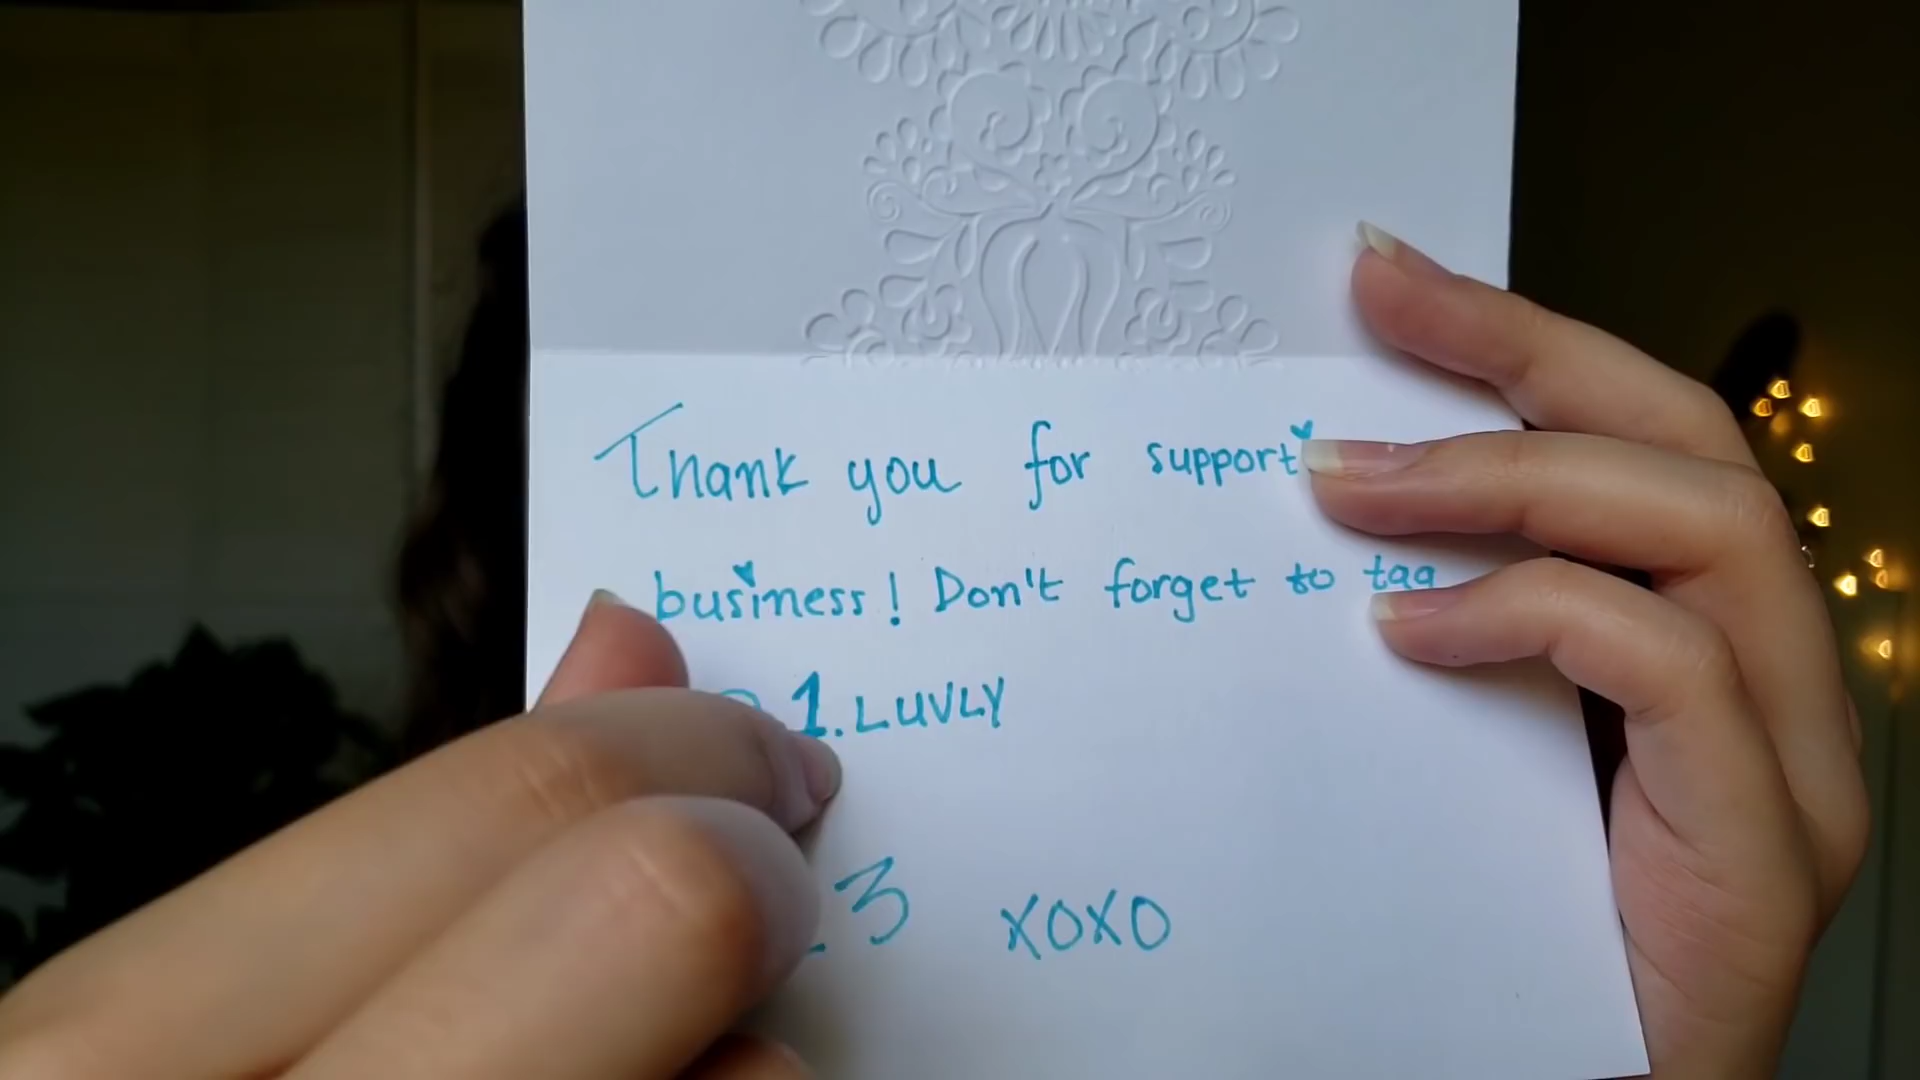 Thank you for support
business! Don't forget to tag
1.LUVLY
3 XOXO